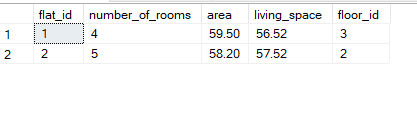 flat_id number_of_rooms area living_space floor_id
1 1 4 59.50 56.52 3
2 2 5 58.20 57.52 2